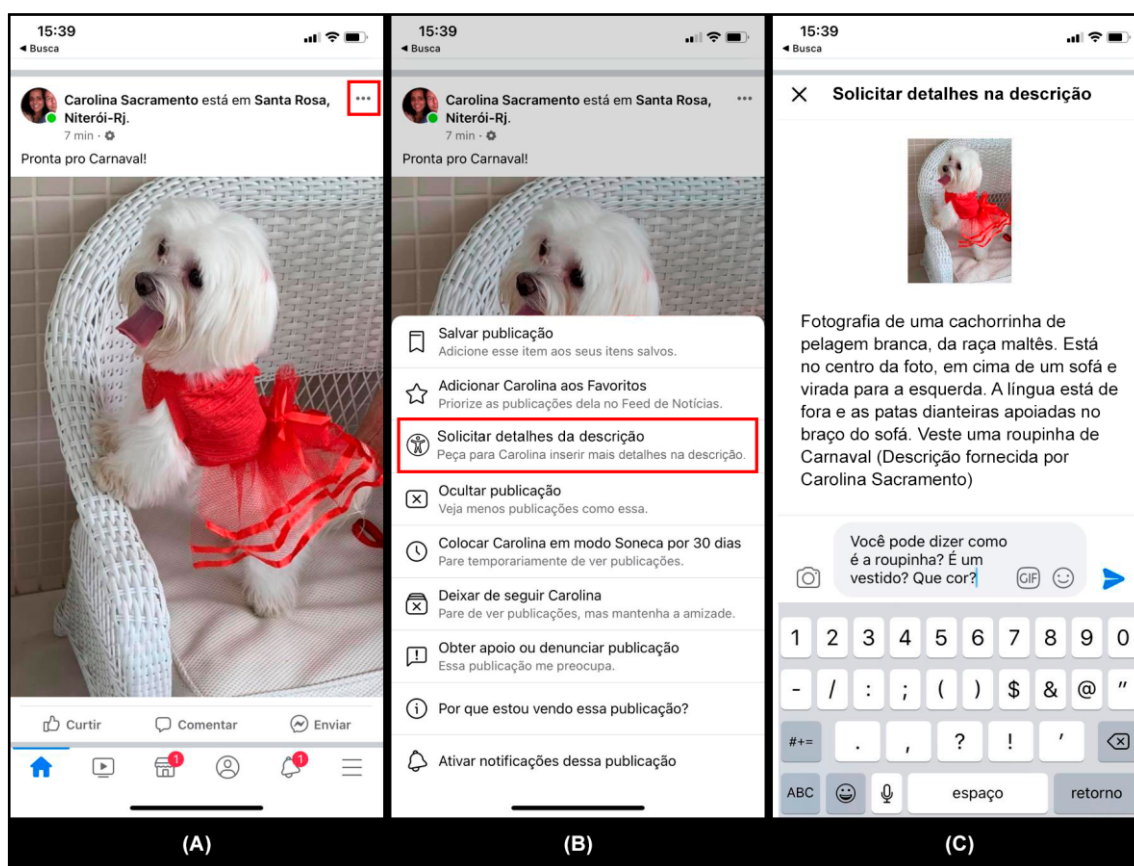 15:39
◄ Busca
Carolina Sacramento está em Santa Rosa,
Niterói-Rj.
7 min ·
Pronta pro Carnaval!
Curtir
Comentar
Enviar
1
1
(A)
15:39
◄ Busca
Carolina Sacramento está em Santa Rosa,
Niterói-Rj.
7 min ·
Pronta pro Carnaval!
Salvar publicação
Adicione esse item aos seus itens salvos.
Adicionar Carolina aos Favoritos
Priorize as publicações dela no Feed de Notícias.
Solicitar detalhes da descrição
Peça para Carolina inserir mais detalhes na descrição.
Ocultar publicação
Veja menos publicações como essa.
Colocar Carolina em modo Soneca por 30 dias
Pare temporariamente de ver publicações.
Deixar de seguir Carolina
Pare de ver publicações, mas mantenha a amizade.
Obter apoio ou denunciar publicação
Essa publicação me preocupa.
Por que estou vendo essa publicação?
Ativar notificações dessa publicação
(B)
15:39
◄ Busca
Solicitar detalhes na descrição
Fotografia de uma cachorrinha de
pelagem branca, da raça maltês. Está
no centro da foto, em cima de um sofá e
virada para a esquerda. A língua está de
fora e as patas dianteiras apoiadas no
braço do sofá. Veste uma roupinha de
Carnaval (Descrição fornecida por
Carolina Sacramento)
Você pode dizer como
é a roupinha? É um
vestido? Que cor?
GIF
1 2 3 4 5 6 7 8 9 0
- / : ; ( ) $ & @ "
#+= . , ? ! '
ABC espaço retorno
(C)